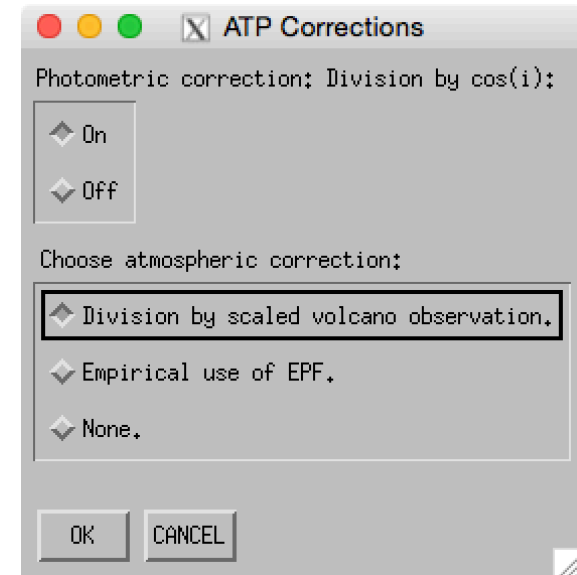 ATP Corrections
Photometric correction: Division by cos(i):
On
Off
Choose atmospheric correction:
Division by scaled volcano observation.
Empirical use of EPF.
None.
OK CANCEL